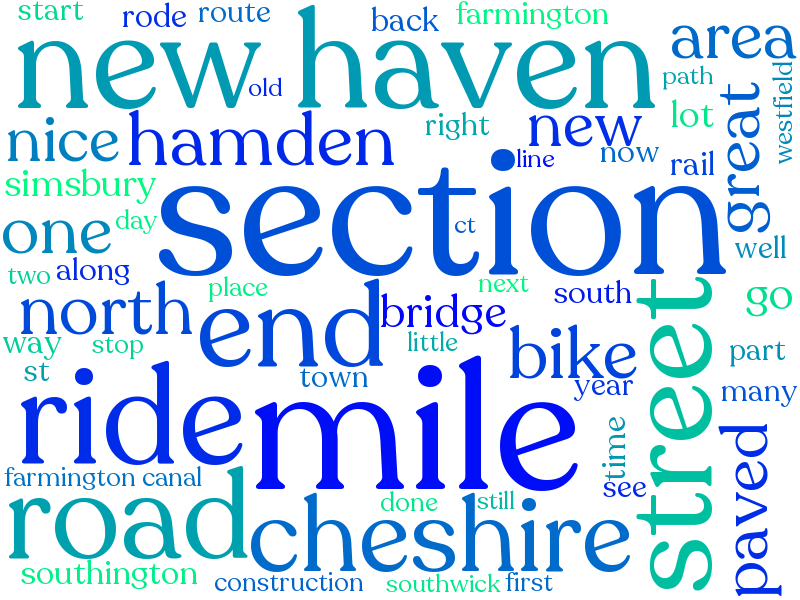 start
rode
route
back
farmington
area
new haven
old
path
westfield
lot
great
nice
hamden
right
new
now
line
rail
simsbury
section
one
day
ct
well
two
along
place
next
south
go
north
end
bridge
street
way
stop
little
bike
part
st
town
year
many
ride
mile
time
paved
farmington canal
see
road
cheshire
done
still
southington
construction
southwick
first